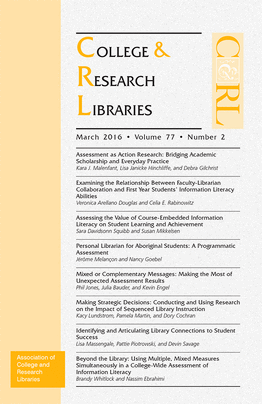 COLLEGE &
RESEARCH
LIBRARIES
C&RL
March 2016 • Volume 77 • Number 2
Assessment as Action Research: Bridging Academic
Scholarship and Everyday Practice
Kara J. Malenfant, Lisa Janicke Hinchliffe, and Debra Gilchrist
Examining the Relationship Between Faculty-Librarian
Collaboration and First Year Students' Information Literacy
Abilities
Veronica Arellano Douglas and Celia E. Rabinowitz
Assessing the Value of Course-Embedded Information
Literacy on Student Learning and Achievement
Sara Davidson Squibb and Susan Mikkelsen
Personal Librarian for Aboriginal Students: A Programmatic
Assessment
Jérôme Melançon and Nancy Goebel
Mixed or Complementary Messages: Making the Most of
Unexpected Assessment Results
Phil Jones, Julia Bauder, and Kevin Engel
Making Strategic Decisions: Conducting and Using Research
on the Impact of Sequenced Library Instruction
Kacy Lundstrom, Pamela Martin, and Dory Cochran
Identifying and Articulating Library Connections to Student
Success
Lisa Massengale, Pattie Piotrowski, and Devin Savage
Beyond the Library: Using Multiple, Mixed Measures
Simultaneously in a College-Wide Assessment of
Information Literacy
Brandy Whitlock and Nassim Ebrahimi
Association of
College and
Research
Libraries